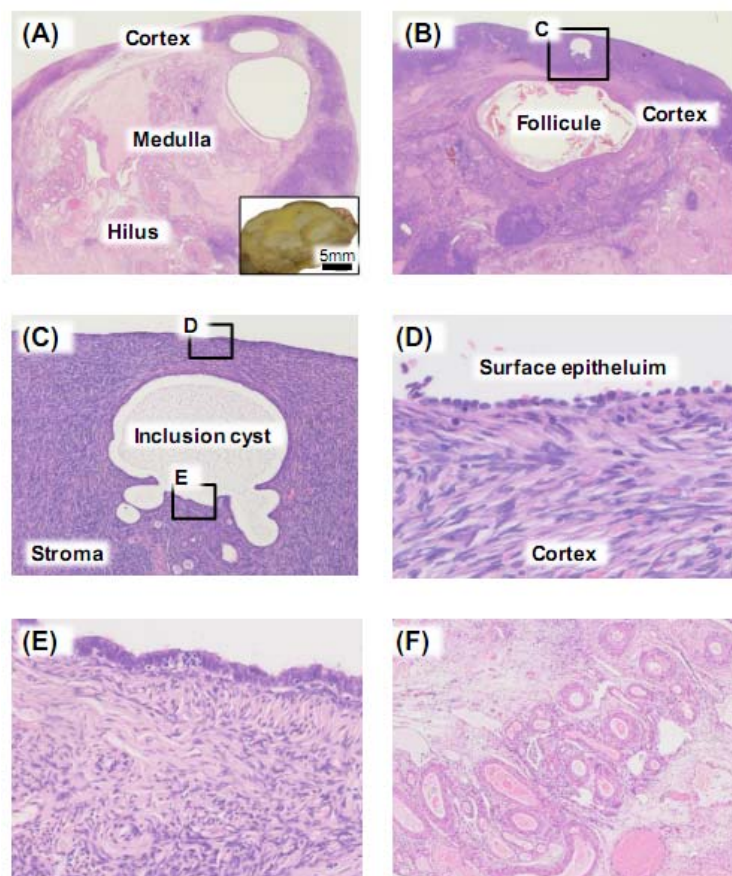 (A)
Cortex
Medulla
Hilus
5mm
(B)
C
Follicule
Cortex
(C)
D
Inclusion cyst
E
Stroma
(D)
Surface epitheluim
Cortex
(E)
(F)